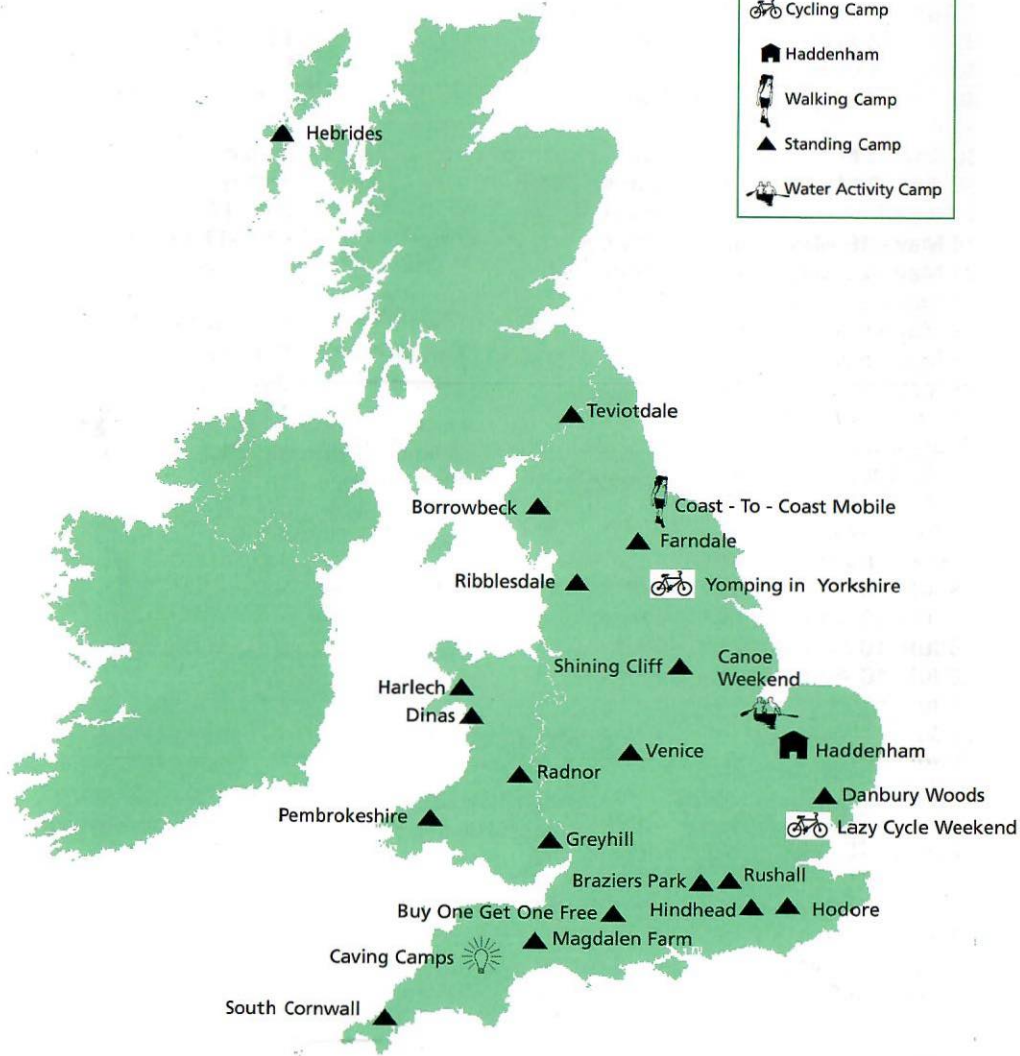 Cycling Camp
Haddenham
Walking Camp
Standing Camp
Water Activity Camp
Hebrides
Teviotdale
Borrowbeck
Coast - To - Coast Mobile
Farndale
Ribblesdale
Yomping in Yorkshire
Shining Cliff
Canoe
Weekend
Harlech
Dinas
Venice
Haddenham
Radnor
Danbury Woods
Pembrokeshire
Lazy Cycle Weekend
Greyhill
Braziers Park
Rushall
Buy One Get One Free
Hindhead
Hodore
Magdalen Farm
Caving Camps
South Cornwall